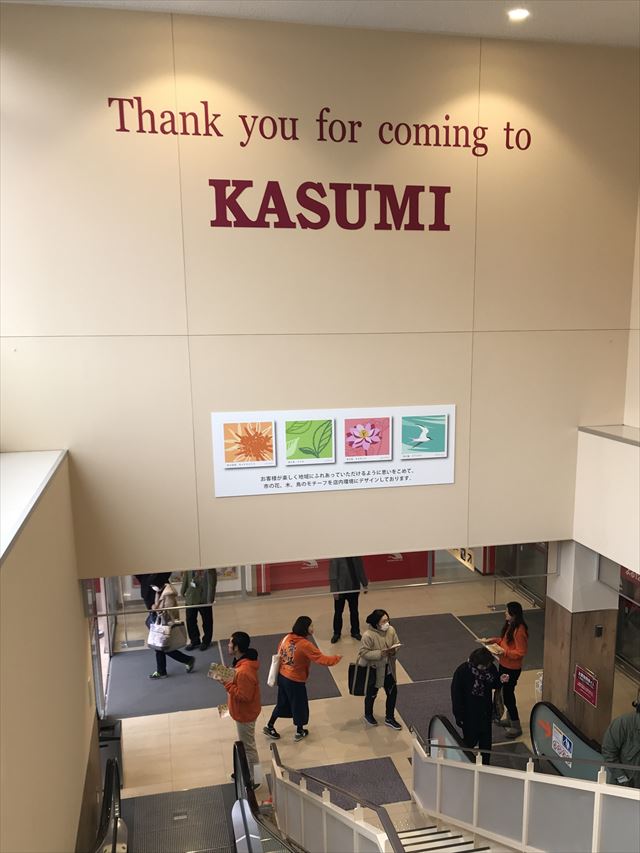 Thank you for coming to
KASUMI
お客様が楽しく地域にふれあっていただけるように思いをこめて、
市の花、木、鳥のモチーフを店内環境にデザインしております。